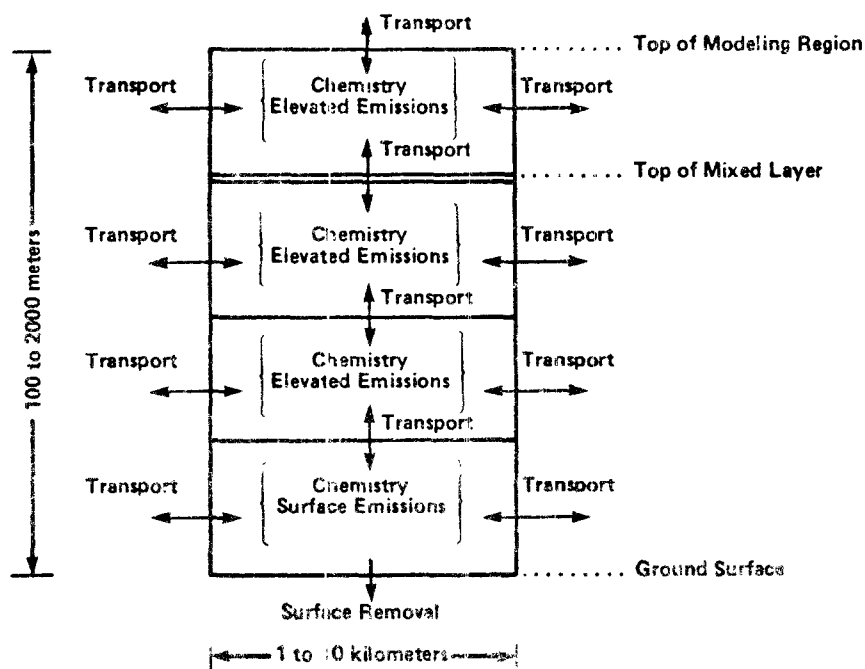 Transport
Top of Modeling Region
Transport
Chemistry
Elevated Emissions
Transport
Transport
Top of Mixed Layer
Transport
Chemistry
Elevated Emissions
Transport
Transport
100 to 2000 meters
Transport
Chemistry
Elevated Emissions
Transport
Transport
Transport
Chemistry
Surface Emissions
Transport
Ground Surface
Surface Removal
1 to 10 kilometers